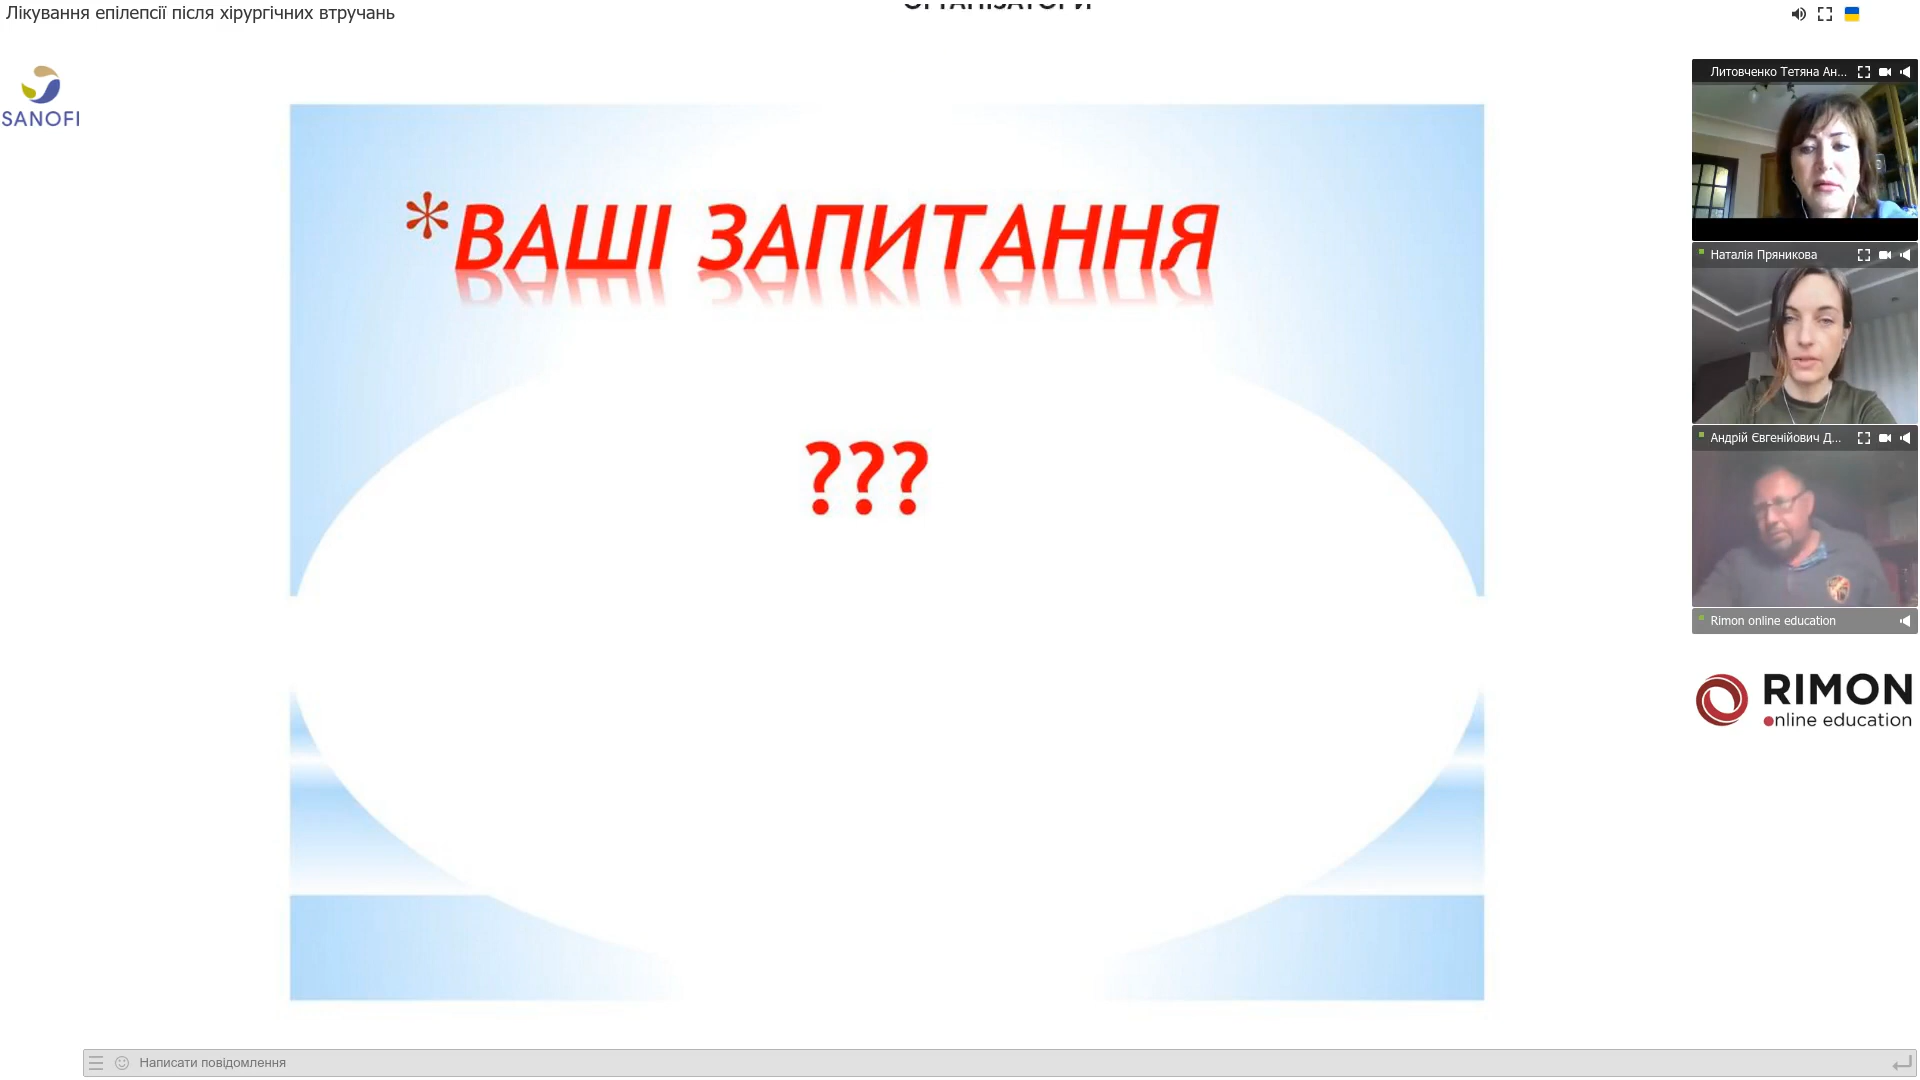 Лікування епілепсії після хірургічних втручань
ОРГАНІЗАТОРИ
SANOFI
*ВАШІ ЗАПИТАННЯ
???
Литовченко Тетяна Ан...
Наталія Пряникова
Андрій Євгенійович Д...
Rimon online education
RIMON
online education
Написати повідомлення